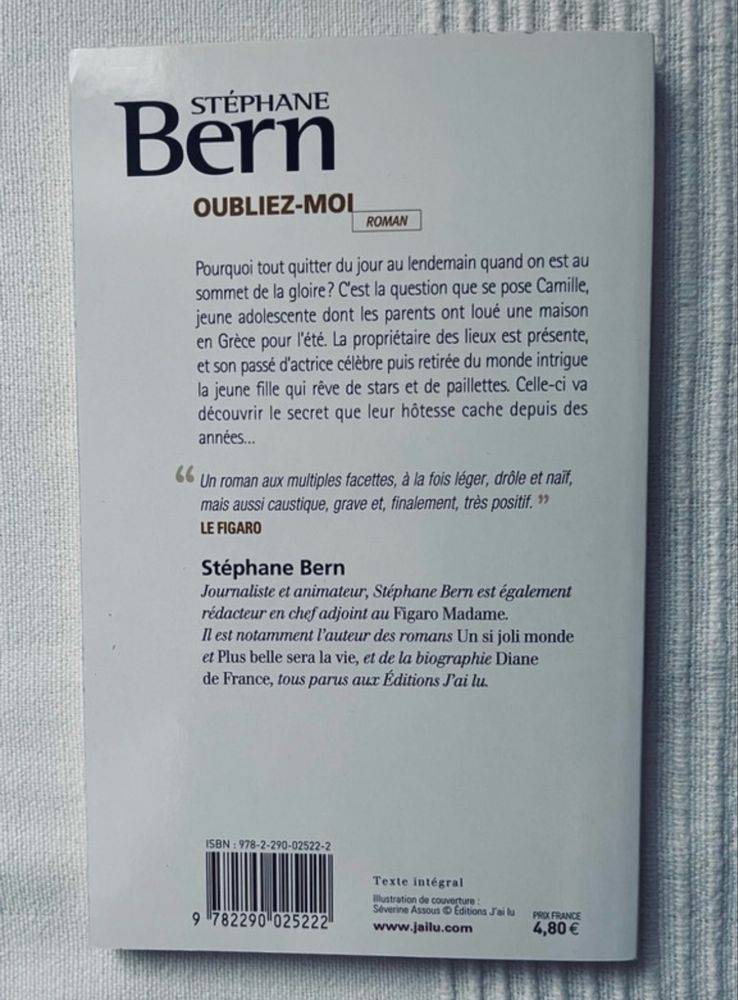 STÉPHANE
Bern
OUBLIEZ-MOI
ROMAN
Pourquoi tout quitter du jour au lendemain quand on est au
sommet de la gloire ? C'est la question que se pose Camille,
jeune adolescente dont les parents ont loué une maison
en Grèce pour l'été. La propriétaire des lieux est présente,
et son passé d'actrice célèbre puis retirée du monde intrigue
la jeune fille qui rêve de stars et de paillettes. Celle-ci va
découvrir le secret que leur hôtesse cache depuis des
années...
“ Un roman aux multiples facettes, à la fois léger, drôle et naïf,
mais aussi caustique, grave et, finalement, très positif. ”
LE FIGARO
Stéphane Bern
Journaliste et animateur, Stéphane Bern est également
rédacteur en chef adjoint au Figaro Madame.
Il est notamment l'auteur des romans Un si joli monde
et Plus belle sera la vie, et de la biographie Diane
de France, tous parus aux Éditions J'ai lu.
ISBN : 978-2-290-02522-2
9 782290 025222
Texte intégral
Illustration de couverture :
Séverine Assous © Éditions J'ai lu
www.jailu.com
PRIX FRANCE
4,80 €